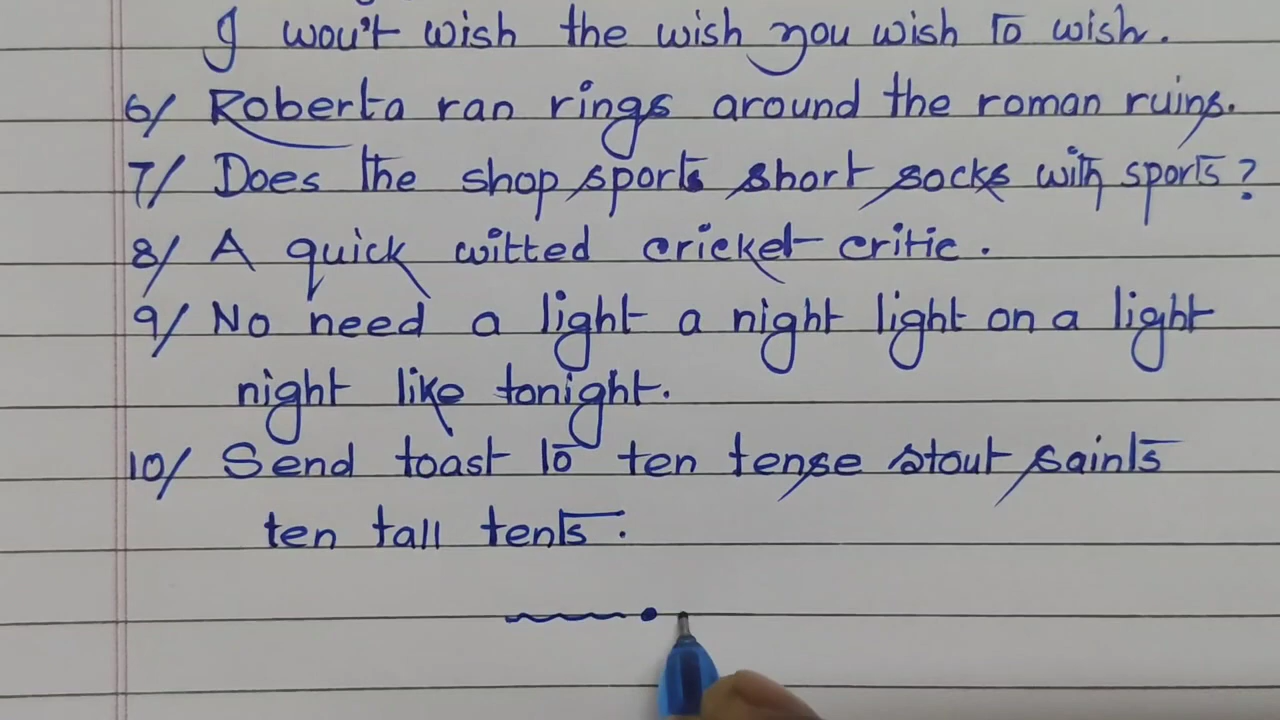 I won't wish the wish you wish to wish.
6/ Roberta ran rings around the roman ruins.
7/ Does the shop sports short socks with sports?
8/ A quick witted cricket critic.
9/ No need a light a night light on a light
night like tonight.
10/ Send toast to ten tense stout saints
ten tall tents.